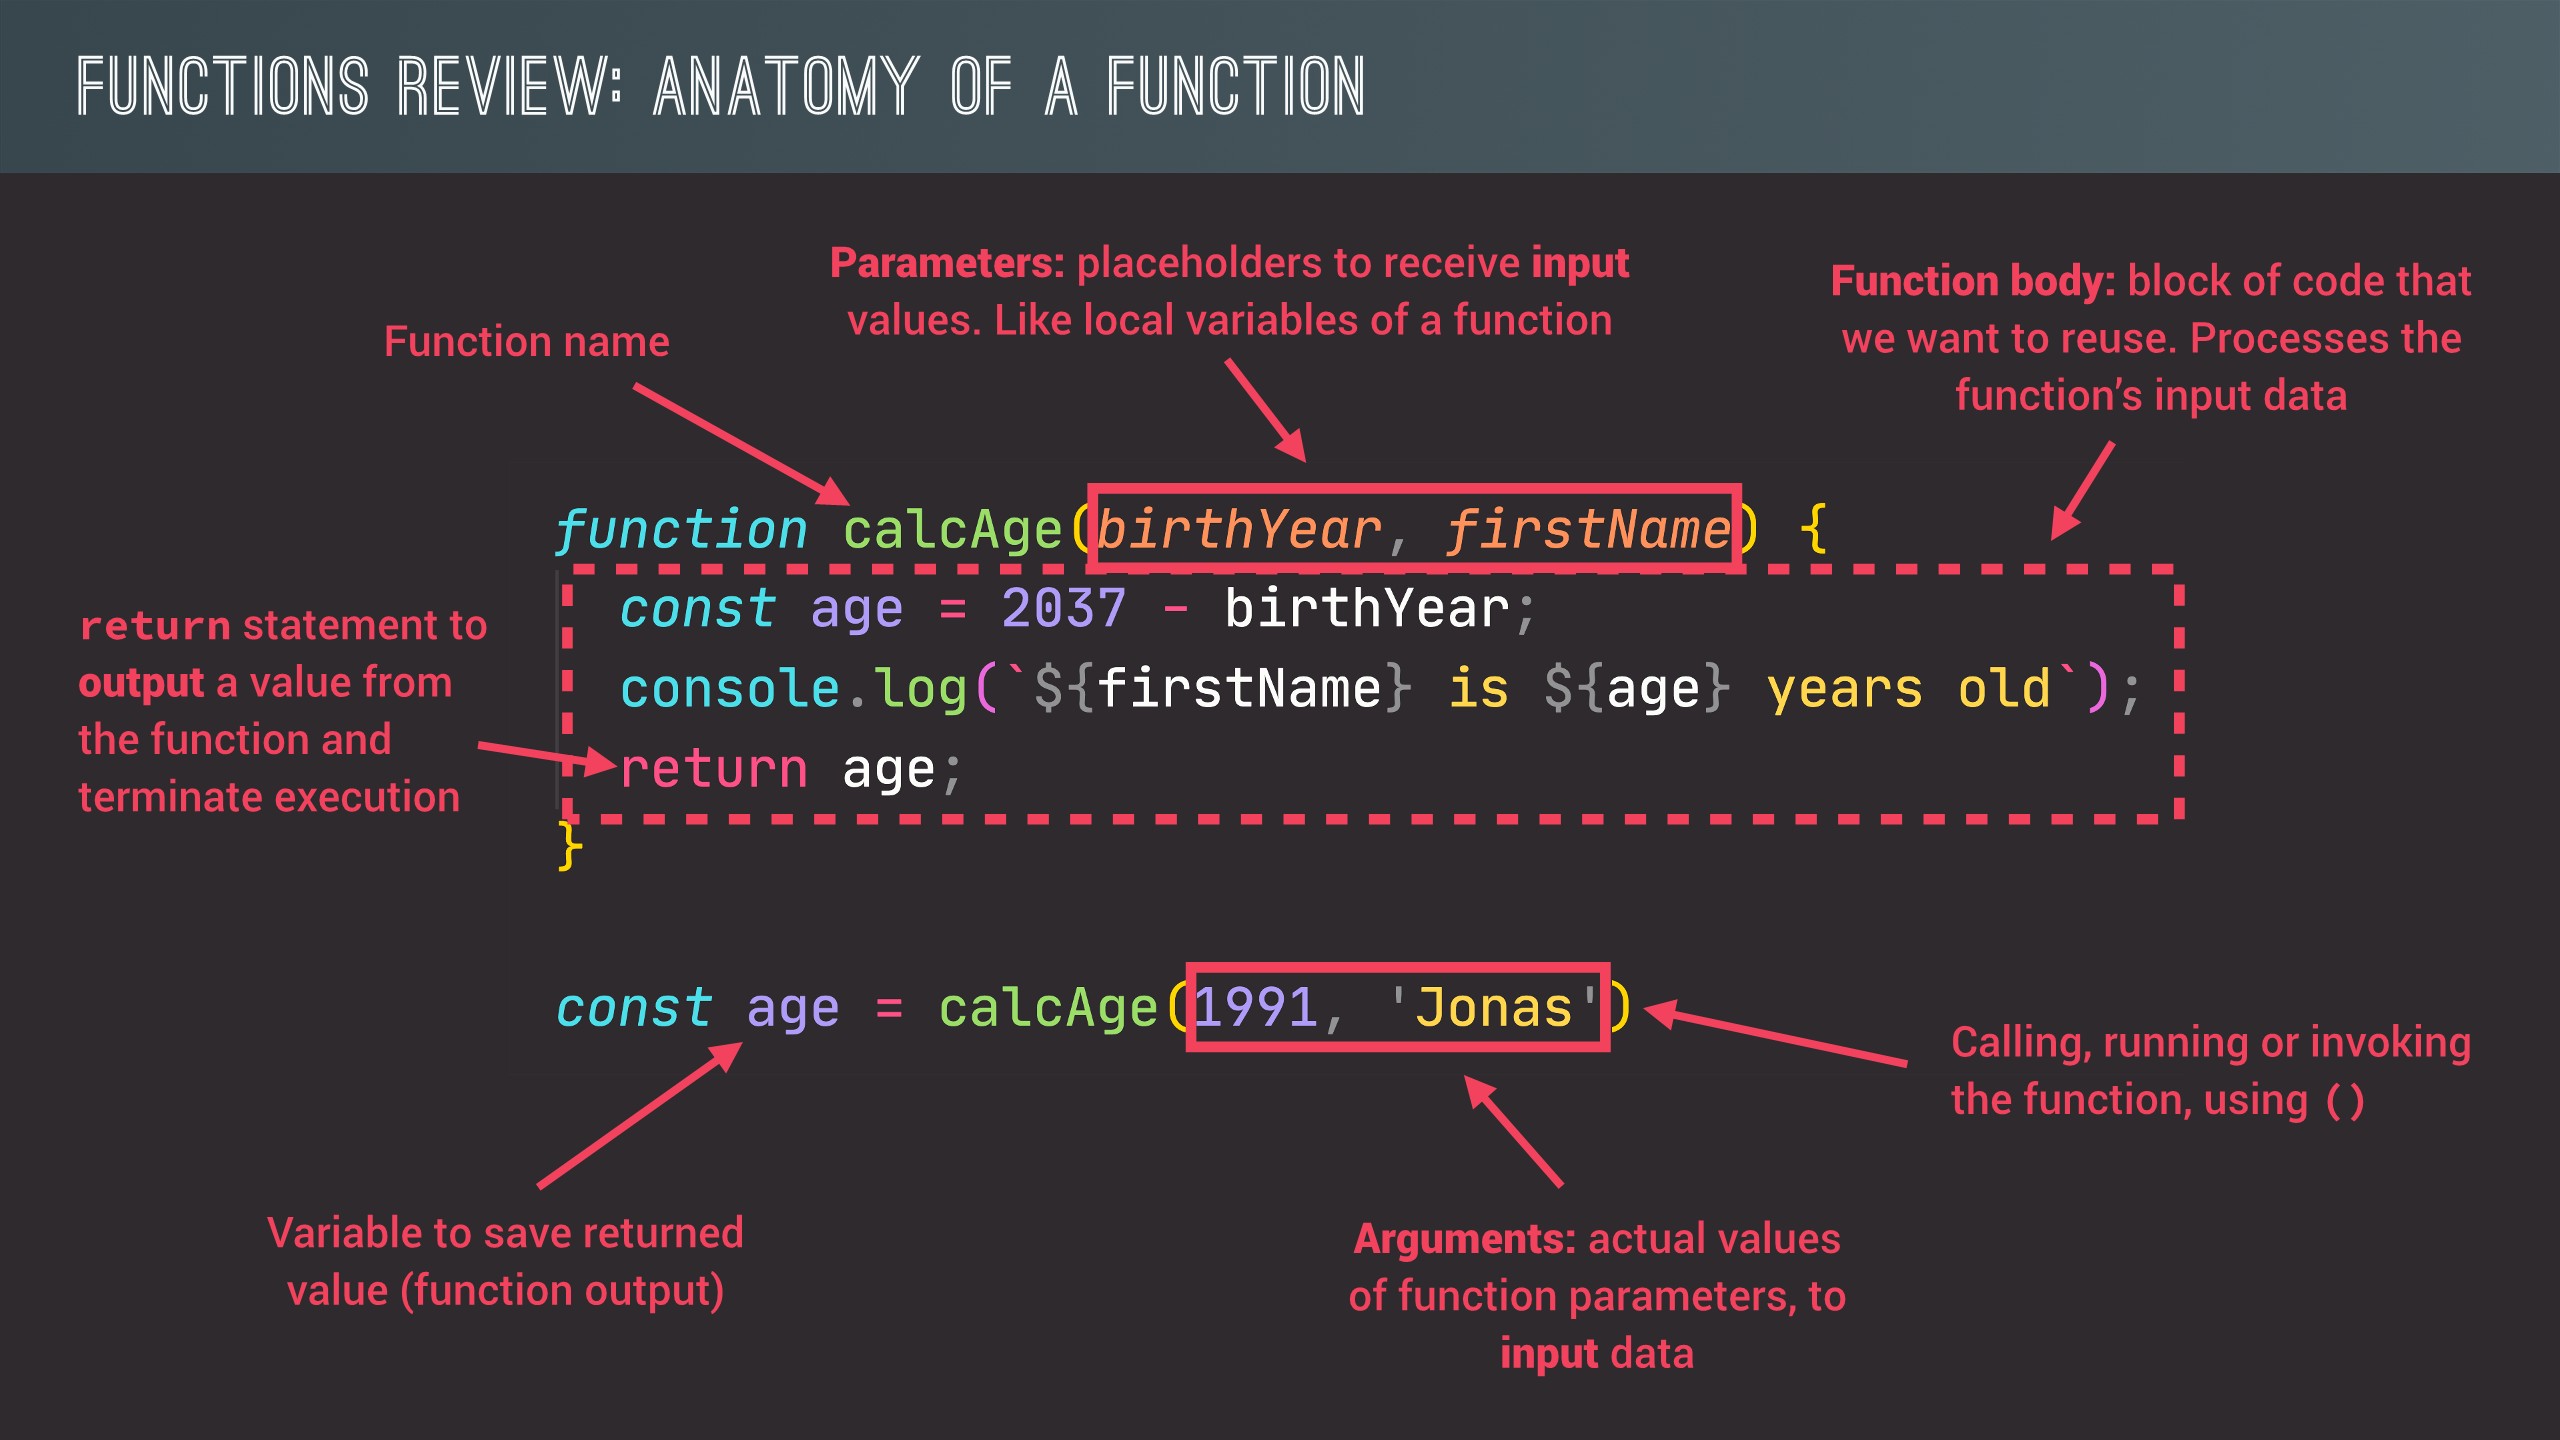 FUNCTIONS REVIEW: ANATOMY OF A FUNCTION
Function name
Parameters: placeholders to receive input
values. Like local variables of a function
Function body: block of code that
we want to reuse. Processes the
function’s input data
function calcAge(birthYear, firstName) {
const age = 2037 - birthYear;
console.log(`${firstName} is ${age} years old`);
return age;
}
return statement to
output a value from
the function and
terminate execution
const age = calcAge(1991, 'Jonas')
Calling, running or invoking
the function, using ()
Variable to save returned
value (function output)
Arguments: actual values
of function parameters, to
input data